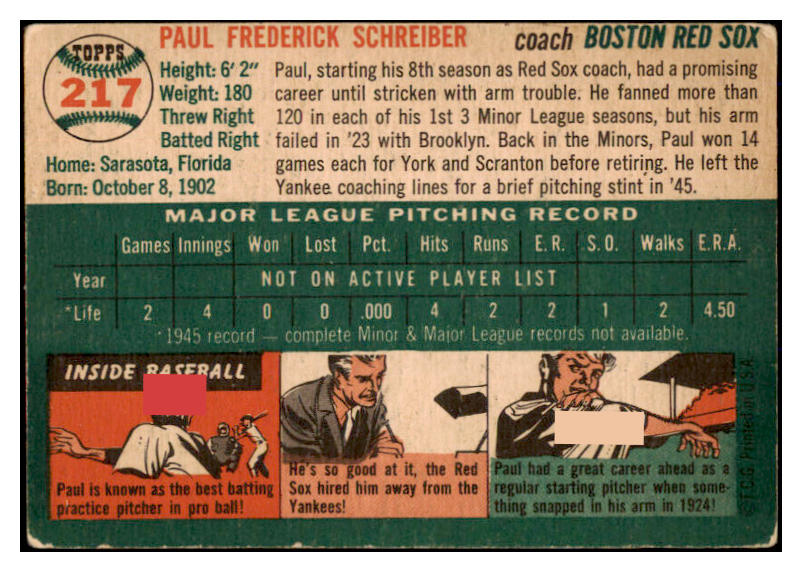 TOPPS
217
PAUL FREDERICK SCHREIBER coach BOSTON RED SOX
Height: 6' 2"
Weight: 180
Threw Right
Batted Right
Home: Sarasota, Florida
Born: October 8, 1902
Paul, starting his 8th season as Red Sox coach, had a promising
career until stricken with arm trouble. He fanned more than
120 in each of his 1st 3 Minor League seasons, but his arm
failed in '23 with Brooklyn. Back in the Minors, Paul won 14
games each for York and Scranton before retiring. He left the
Yankee coaching lines for a brief pitching stint in '45.
MAJOR LEAGUE PITCHING RECORD
Games Innings Won Lost Pct. Hits Runs E.R. S.O. Walks E.R.A.
Year NOT ON ACTIVE PLAYER LIST
*Life 2 4 0 0 .000 4 2 2 1 2 4.50
*1945 record — complete Minor & Major League records not available.
INSIDE BASEBALL
Paul is known as the best batting
practice pitcher in pro ball!
He's so good at it, the Red
Sox hired him away from the
Yankees!
Paul had a great career ahead as a
regular starting pitcher when some-
thing snapped in his arm in 1924!
©T.C.G. Printed in U.S.A.